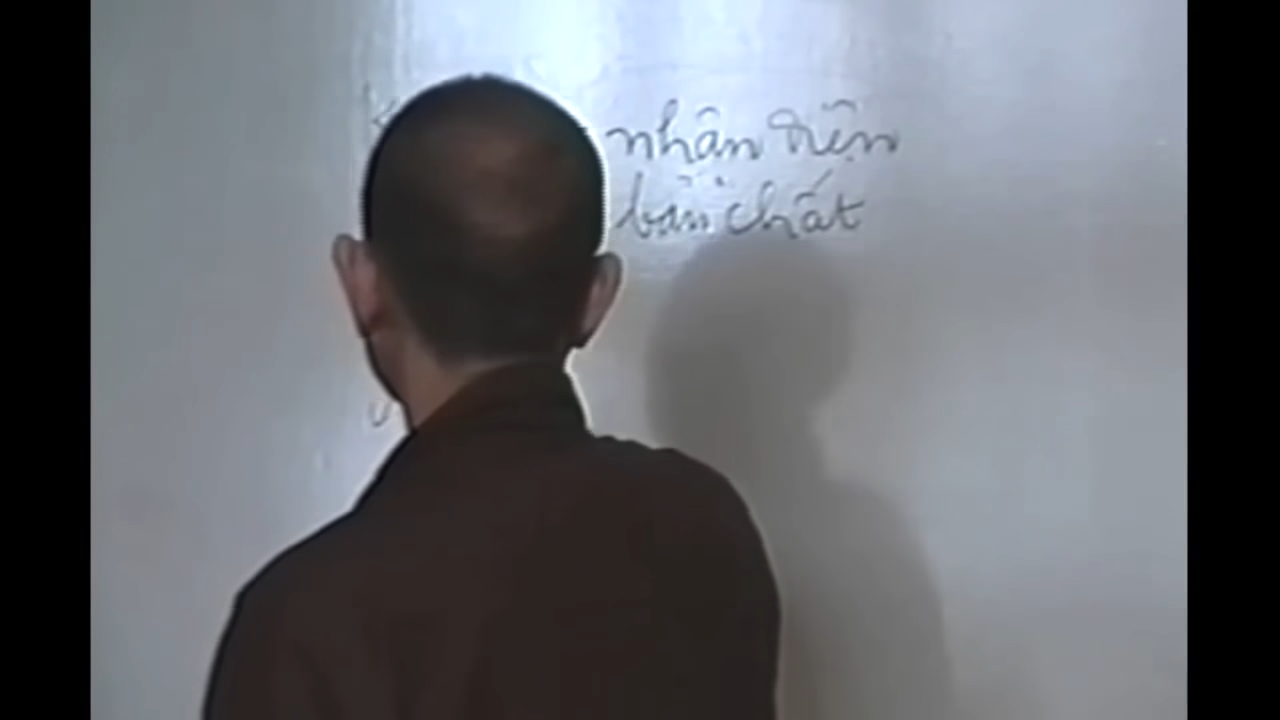 nhận diện
bản chất